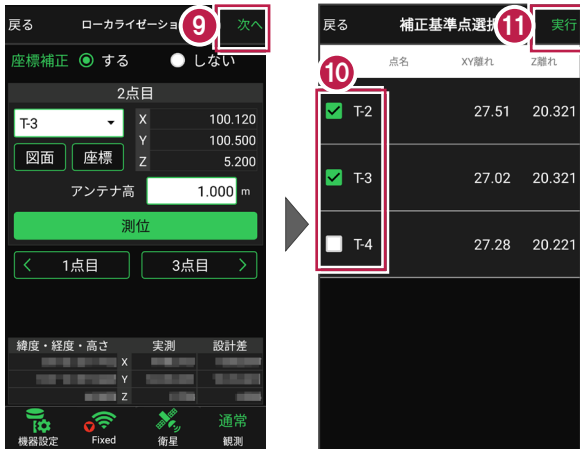 戻る ローカライゼーショ 9 次へ
座標補正 する しない
2点目
T-3 X 100.120
Y 100.500
図面 座標 Z 5.200
アンテナ高 1.000 m
測位
< 1点目 3点目 >
緯度・経度・高さ 実測 設計差
X
Y
Z
機器設定 Fixed 衛星 通常 観測
戻る 補正基準点選択 11 実行
10 点名 XY離れ Z離れ
T-2 27.51 20.321
T-3 27.02 20.321
T-4 27.28 20.221